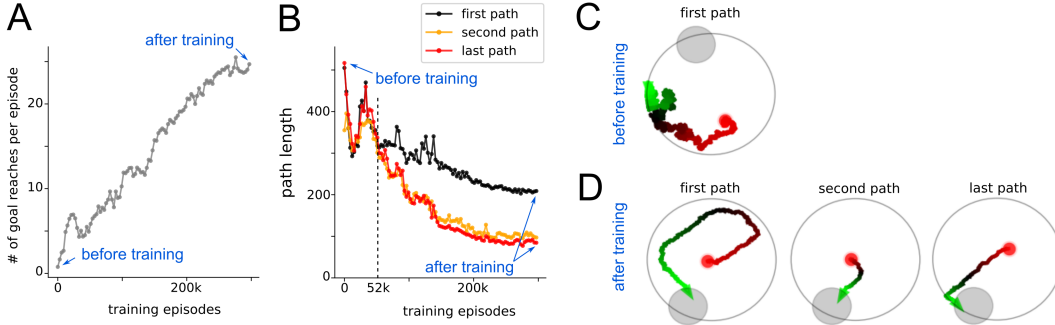 A
after training
# of goal reaches per episode
20
10
0
before training
0
200k
training episodes
B
first path
second path
last path
before training
path length
400
200
0
after training
0
52k
200k
training episodes
C
first path
before training
D
first path
second path
last path
after training